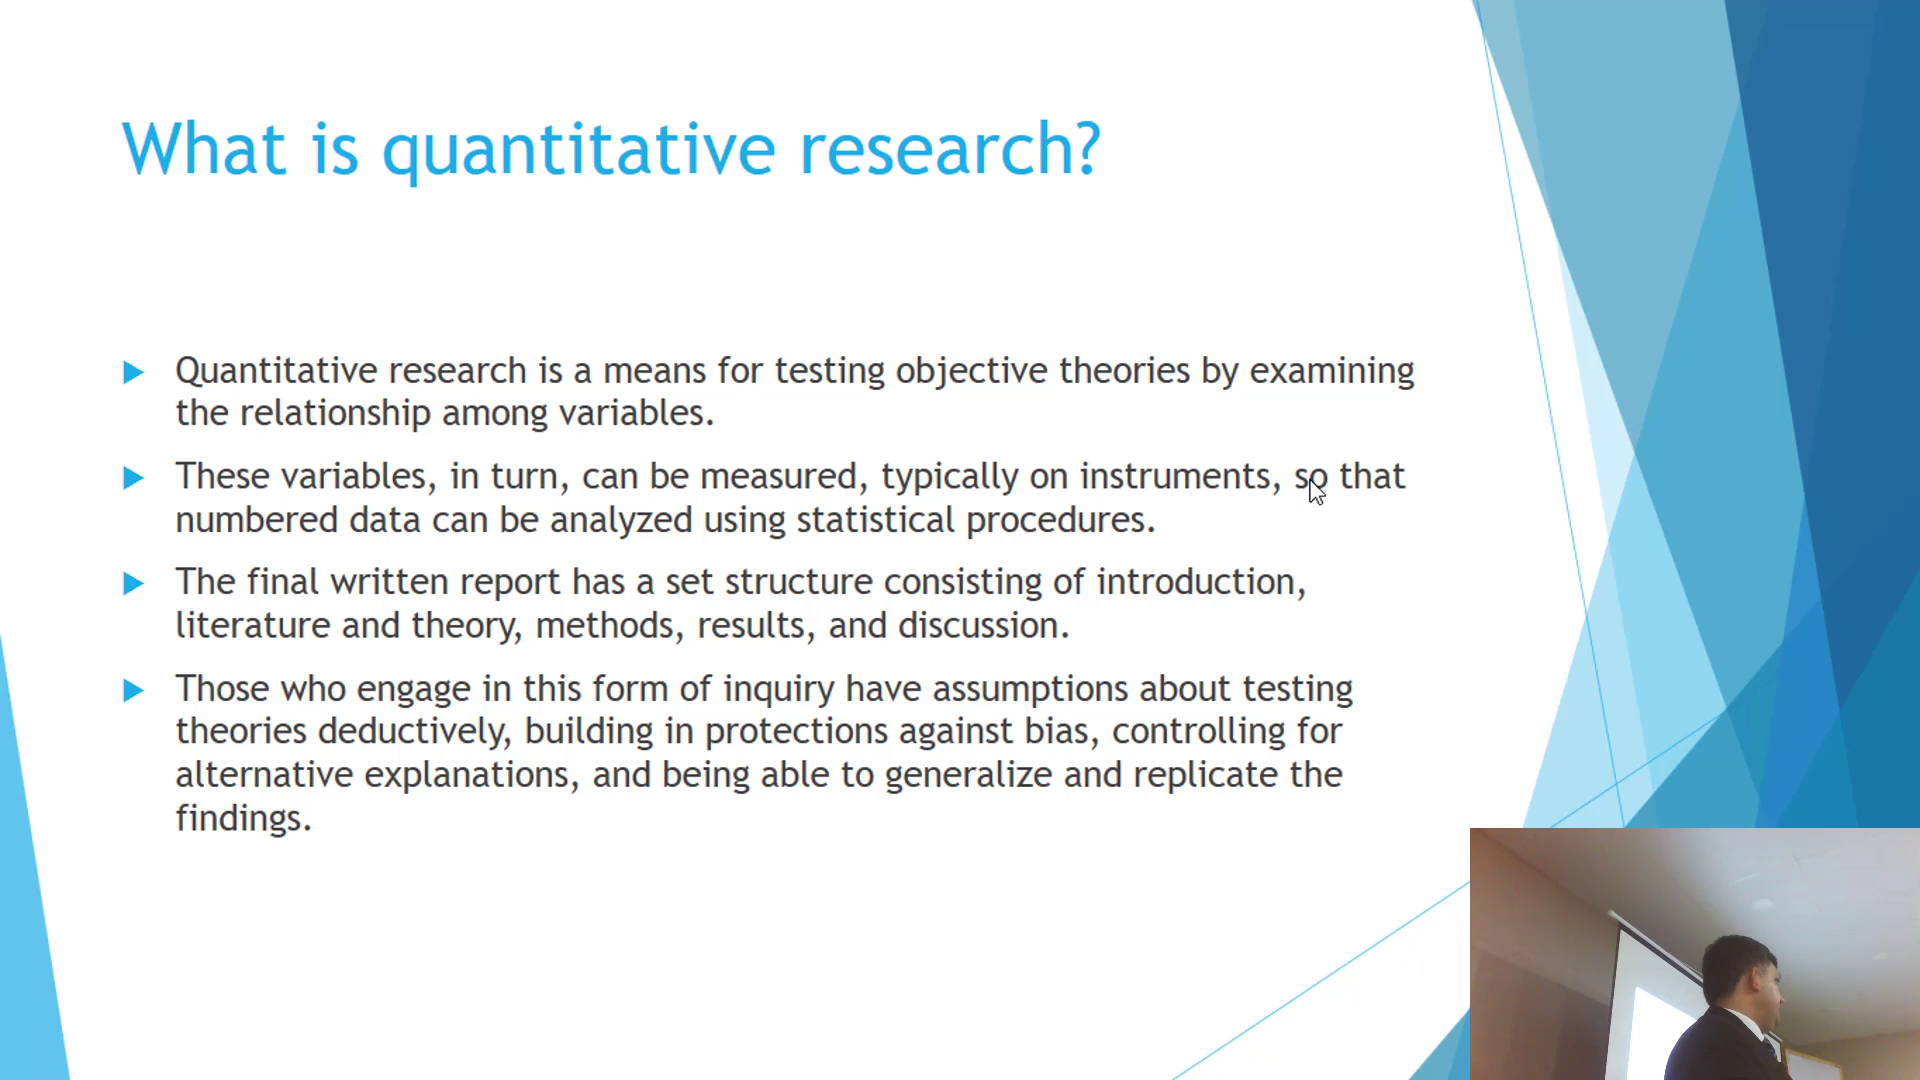 What is quantitative research?
Quantitative research is a means for testing objective theories by examining
the relationship among variables.
These variables, in turn, can be measured, typically on instruments, so that
numbered data can be analyzed using statistical procedures.
The final written report has a set structure consisting of introduction,
literature and theory, methods, results, and discussion.
Those who engage in this form of inquiry have assumptions about testing
theories deductively, building in protections against bias, controlling for
alternative explanations, and being able to generalize and replicate the
findings.